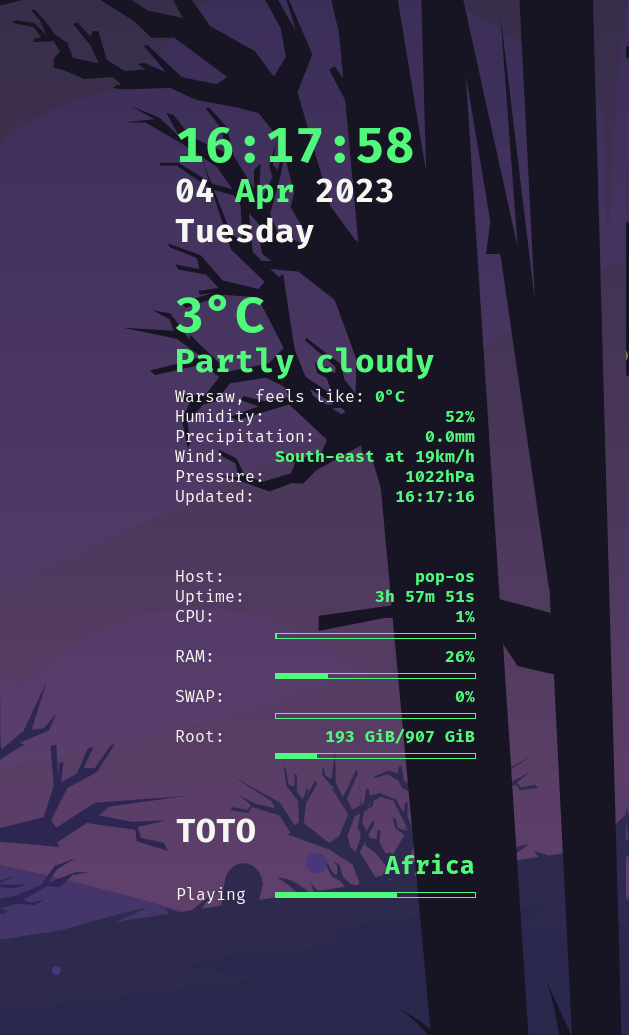 16:17:58
04 Apr 2023
Tuesday
3°C
Partly cloudy
Warsaw, feels like: 0°C
Humidity: 52%
Precipitation: 0.0mm
Wind: South-east at 19km/h
Pressure: 1022hPa
Updated: 16:17:16
Host: pop-os
Uptime: 3h 57m 51s
CPU: 1%
RAM: 26%
SWAP: 0%
Root: 193 GiB/907 GiB
TOTO
Africa
Playing